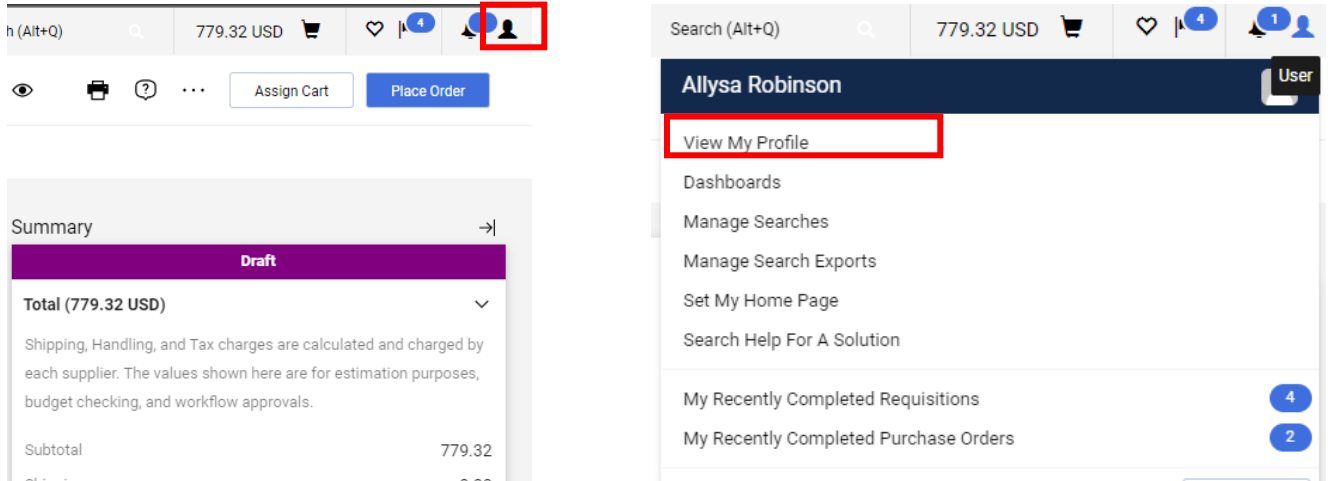 h (Alt+Q)
779.32 USD
4
Assign Cart
Place Order
Summary
Draft
Total (779.32 USD)
Shipping, Handling, and Tax charges are calculated and charged by
each supplier. The values shown here are for estimation purposes,
budget checking, and workflow approvals.
Subtotal 779.32
Search (Alt+Q)
779.32 USD
4
1
Allysa Robinson
User
View My Profile
Dashboards
Manage Searches
Manage Search Exports
Set My Home Page
Search Help For A Solution
My Recently Completed Requisitions 4
My Recently Completed Purchase Orders 2